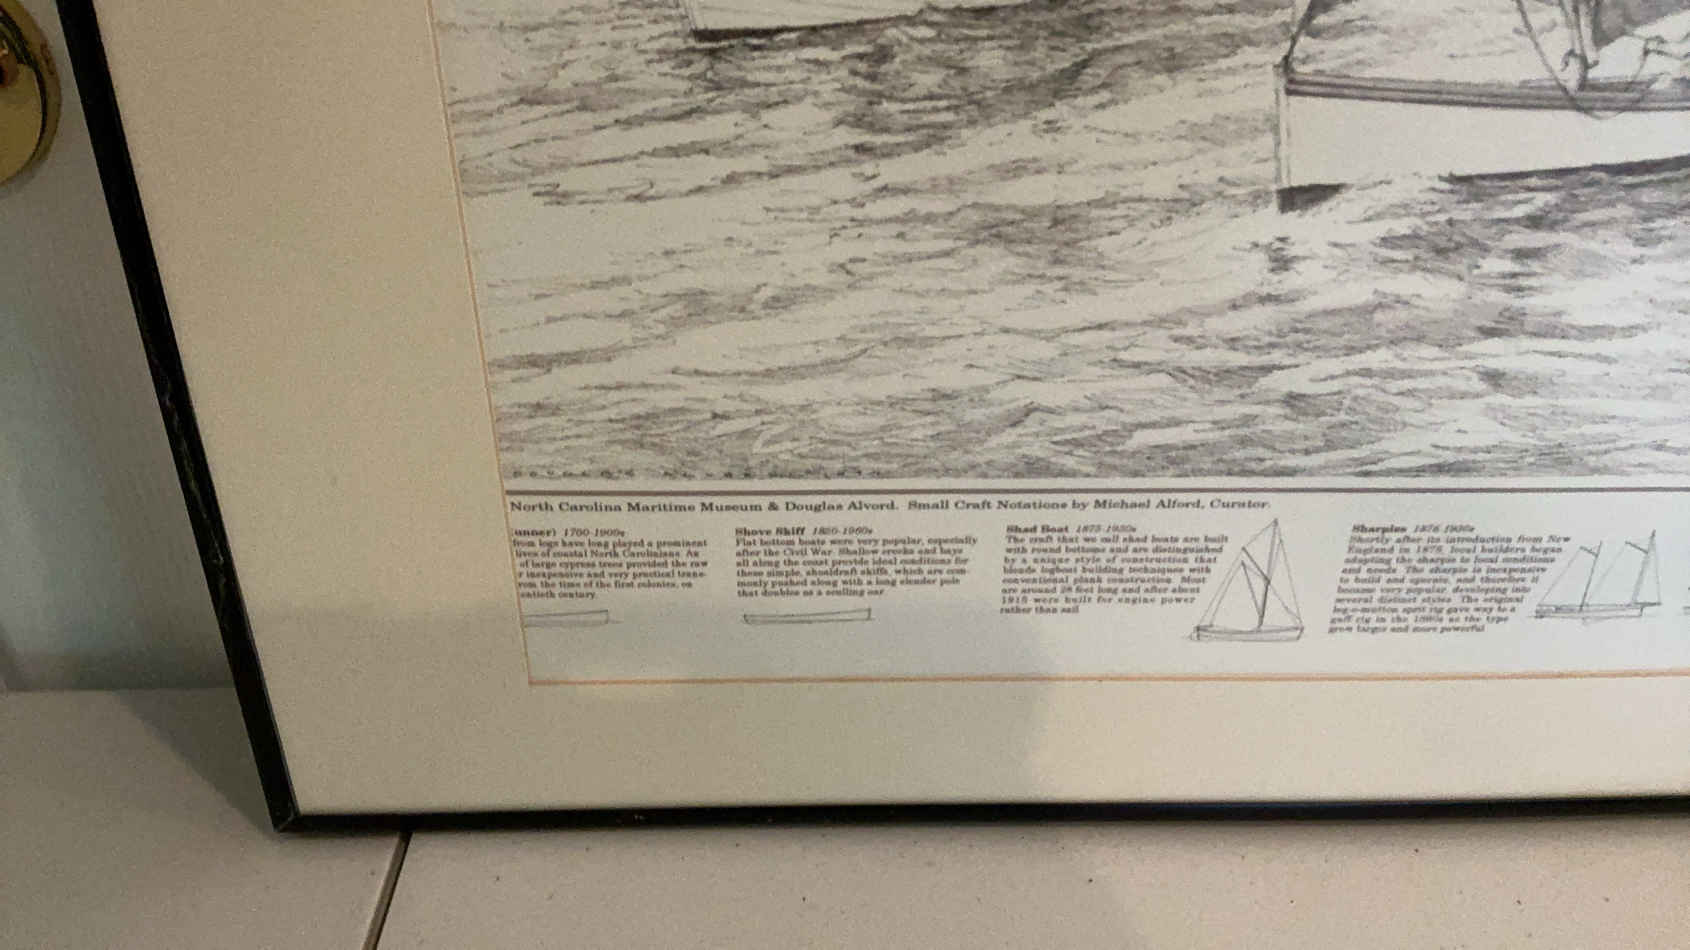 North Carolina Maritime Museum & Douglas Alvord. Small Craft Notations by Michael Alford, Curator.
unner) 1700-1900s
from logs have long played a prominent
lives of coastal North Carolinians. An
of large cypress trees provided the raw
r inexpensive and very practical trans-
rom the time of the first colonies, on
entieth century.
Shove Skiff 1850-1960s
Flat bottom boats were very popular, especially
after the Civil War. Shallow creeks and bays
all along the coast provide ideal conditions for
these simple, shoaldraft skiffs, which are com-
monly pushed along with a long slender pole
that doubles as a sculling oar.
Shad Boat 1875-1930s
The craft that we call shad boats are built
with round bottoms and are distinguished
by a unique style of construction that
blends logboat building techniques with
conventional plank construction. Most
are around 28 feet long and after about
1915 were built for engine power
rather than sail.
Sharpies 1876-1930s
Shortly after its introduction from New
England in 1875, local builders began
adapting the sharpie to local conditions
and needs. The sharpie is inexpensive
to build and operate, and therefore it
became very popular, developing into
several distinct styles. The original
leg-o-mutton sprit rig gave way to a
gaff rig in the 1880s as the type
grew larger and more powerful.